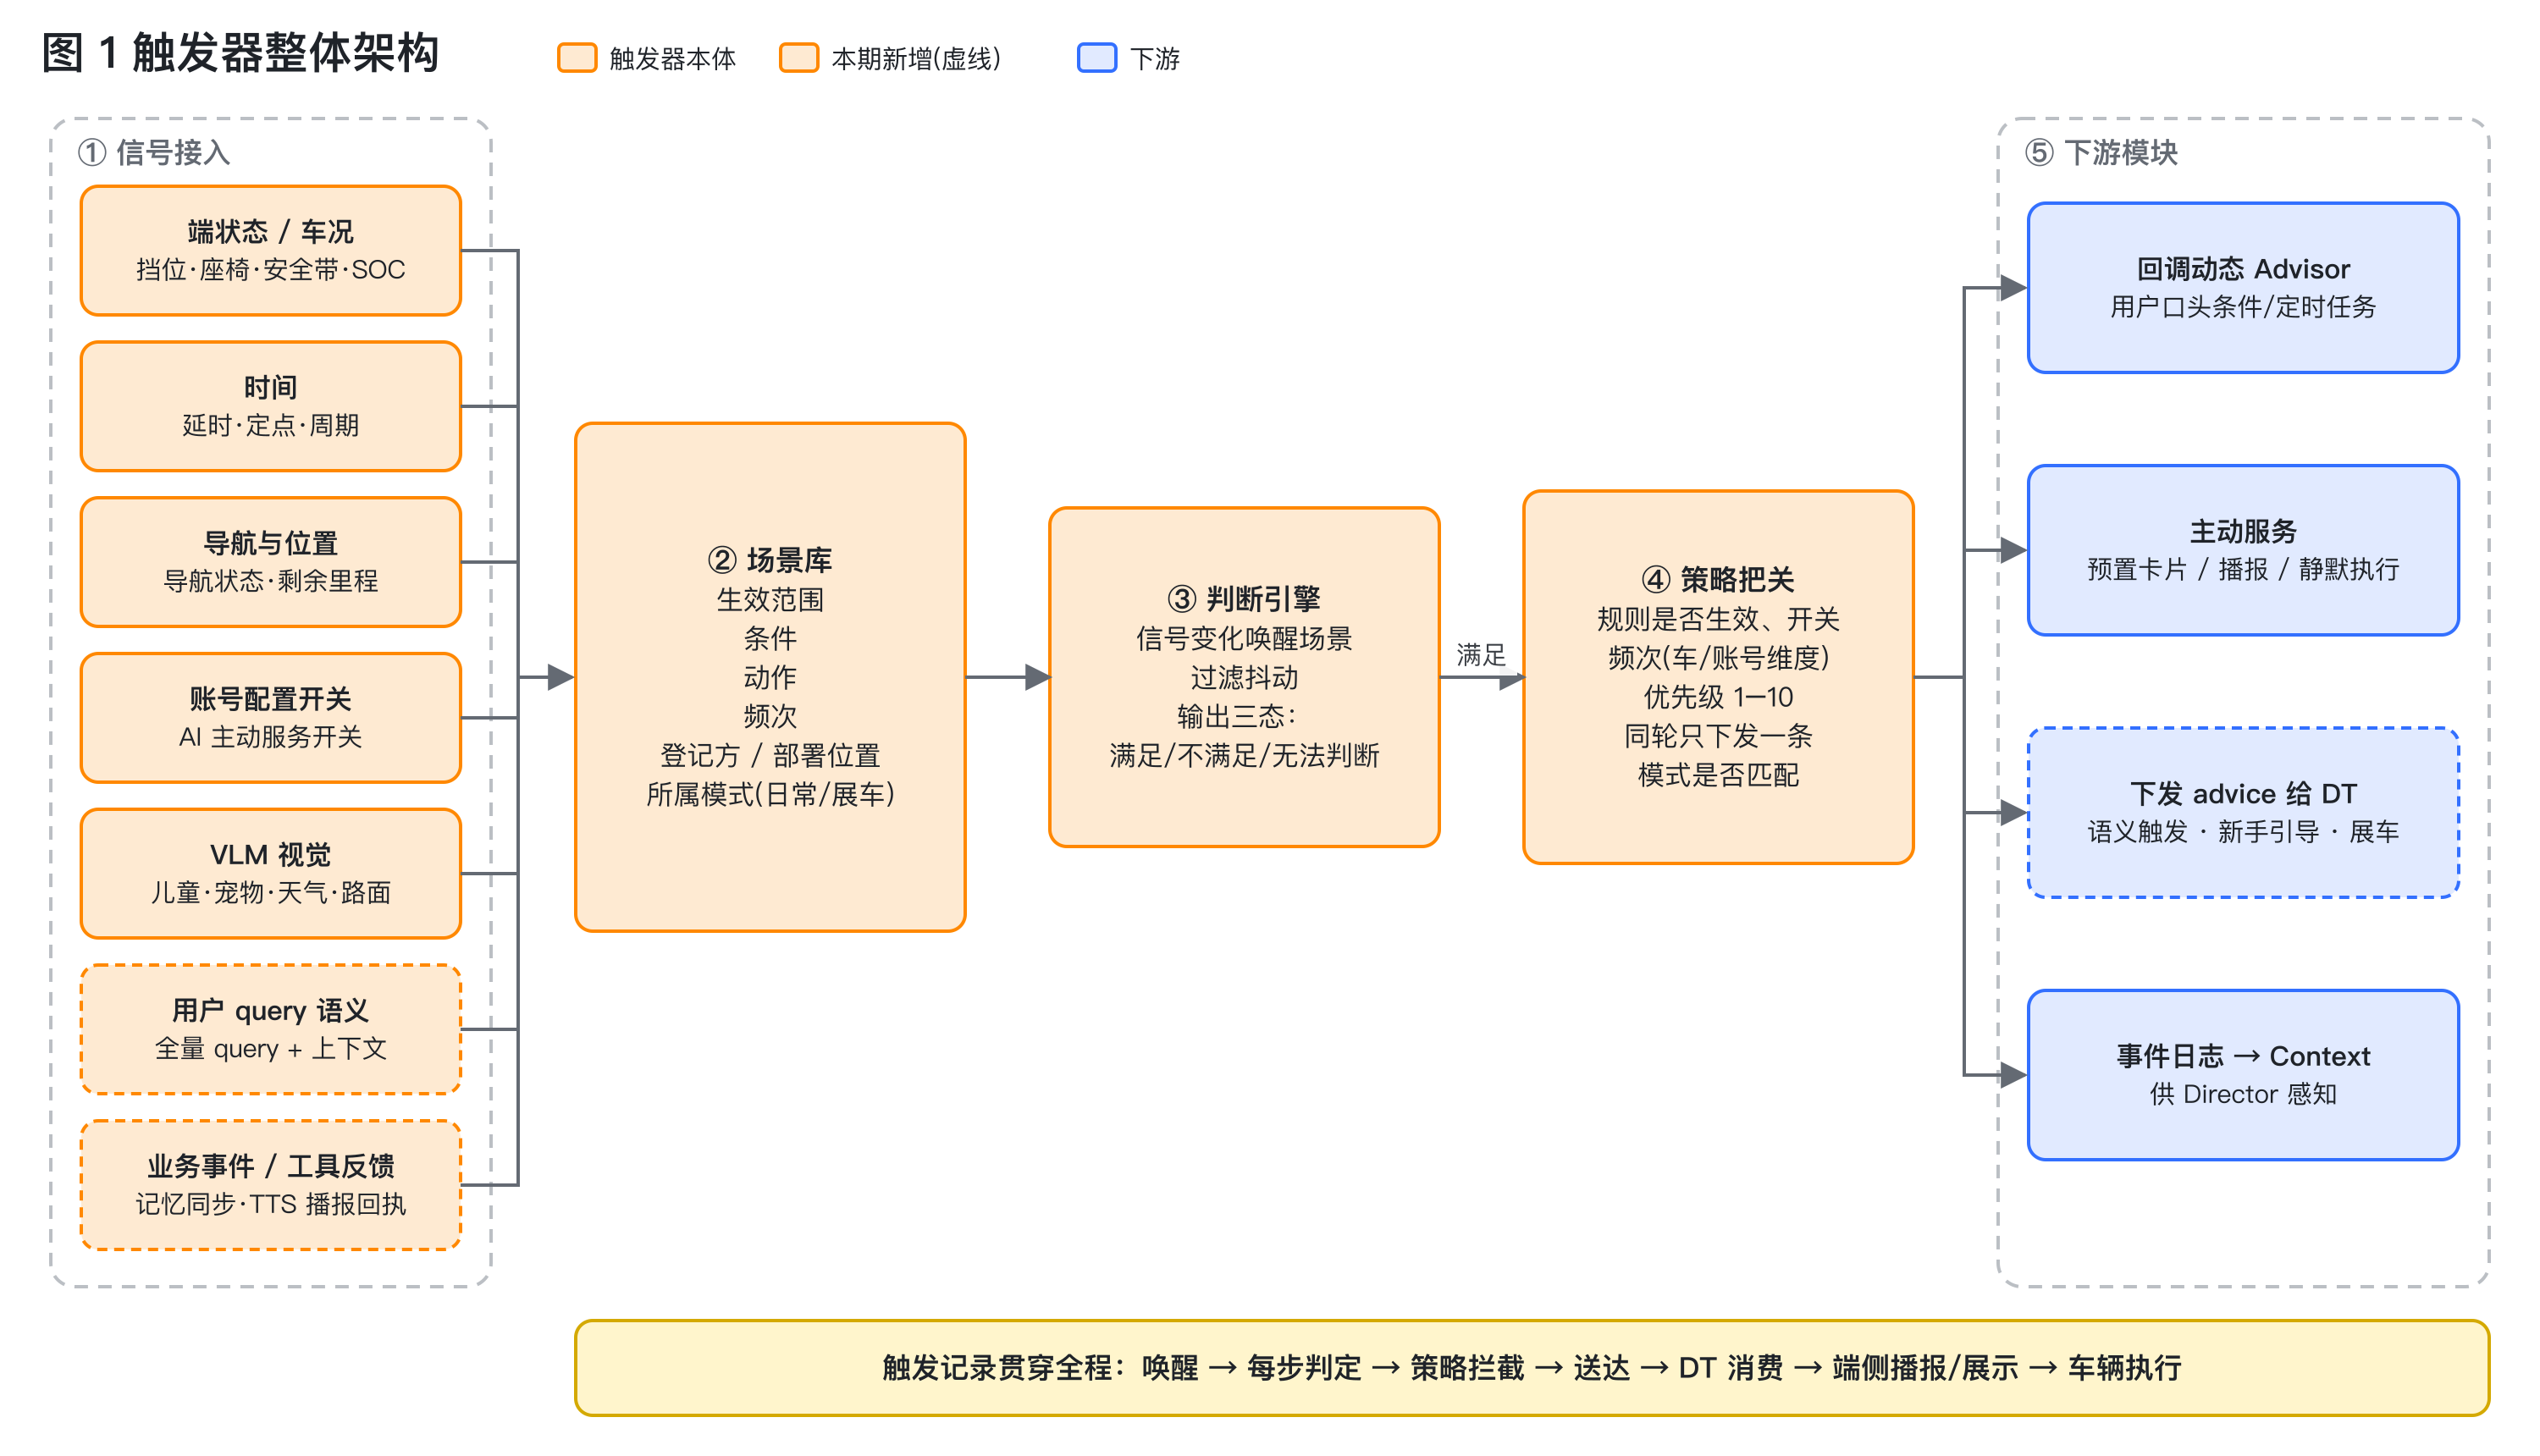 图 1 触发器整体架构
触发器本体
本期新增(虚线)
下游
① 信号接入
端状态 / 车况
挡位·座椅·安全带·SOC
时间
延时·定点·周期
导航与位置
导航状态·剩余里程
账号配置开关
AI 主动服务开关
VLM 视觉
儿童·宠物·天气·路面
用户 query 语义
全量 query + 上下文
业务事件 / 工具反馈
记忆同步·TTS 播报回执
② 场景库
生效范围
条件
动作
频次
登记方 / 部署位置
所属模式(日常/展车)
③ 判断引擎
信号变化唤醒场景
过滤抖动
输出三态：
满足/不满足/无法判断
满足
④ 策略把关
规则是否生效、开关
频次(车/账号维度)
优先级 1—10
同轮只下发一条
模式是否匹配
⑤ 下游模块
回调动态 Advisor
用户口头条件/定时任务
主动服务
预置卡片 / 播报 / 静默执行
下发 advice 给 DT
语义触发 · 新手引导 · 展车
事件日志 → Context
供 Director 感知
触发记录贯穿全程：唤醒 → 每步判定 → 策略拦截 → 送达 → DT 消费 → 端侧播报/展示 → 车辆执行